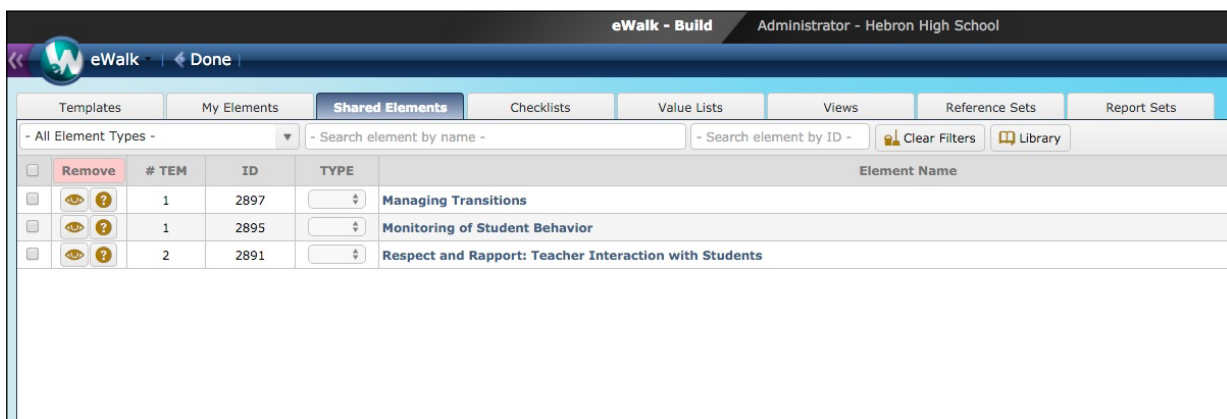 eWalk - Build Administrator - Hebron High School
eWalk Done
Templates My Elements Shared Elements Checklists Value Lists Views Reference Sets Report Sets
- All Element Types - - Search element by name - - Search element by ID - Clear Filters Library
Remove # TEM ID TYPE Element Name
1 2897 Managing Transitions
1 2895 Monitoring of Student Behavior
2 2891 Respect and Rapport: Teacher Interaction with Students